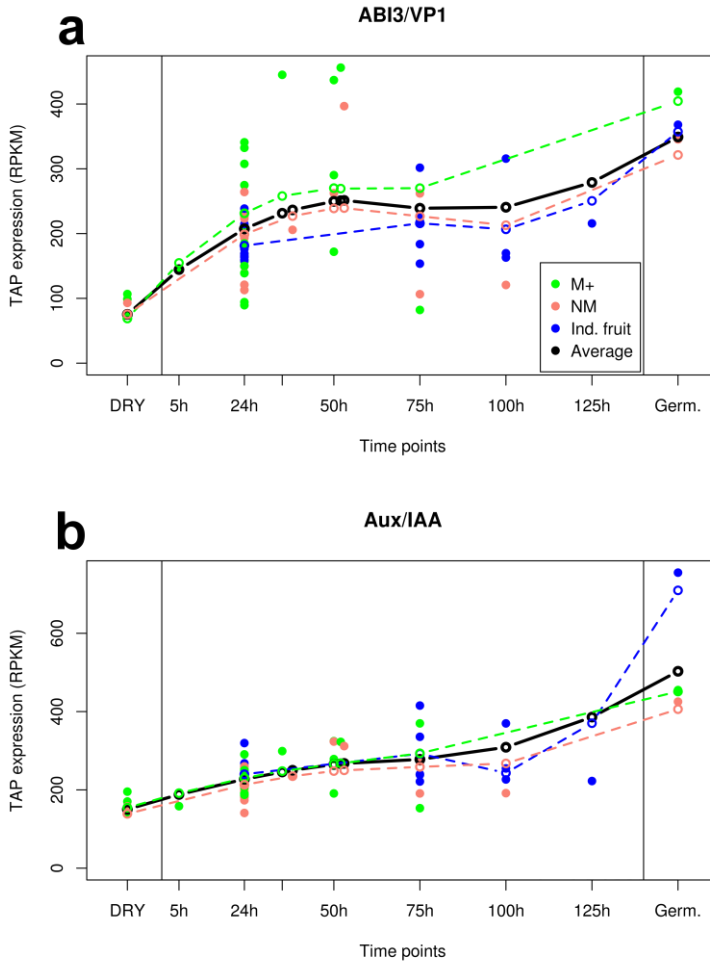 a
ABI3/VP1
TAP expression (RPKM)
400
300
200
100
0
M+
NM
Ind. fruit
Average
DRY 5h 24h 50h 75h 100h 125h Germ.
Time points
b
Aux/IAA
TAP expression (RPKM)
600
400
200
0
DRY 5h 24h 50h 75h 100h 125h Germ.
Time points